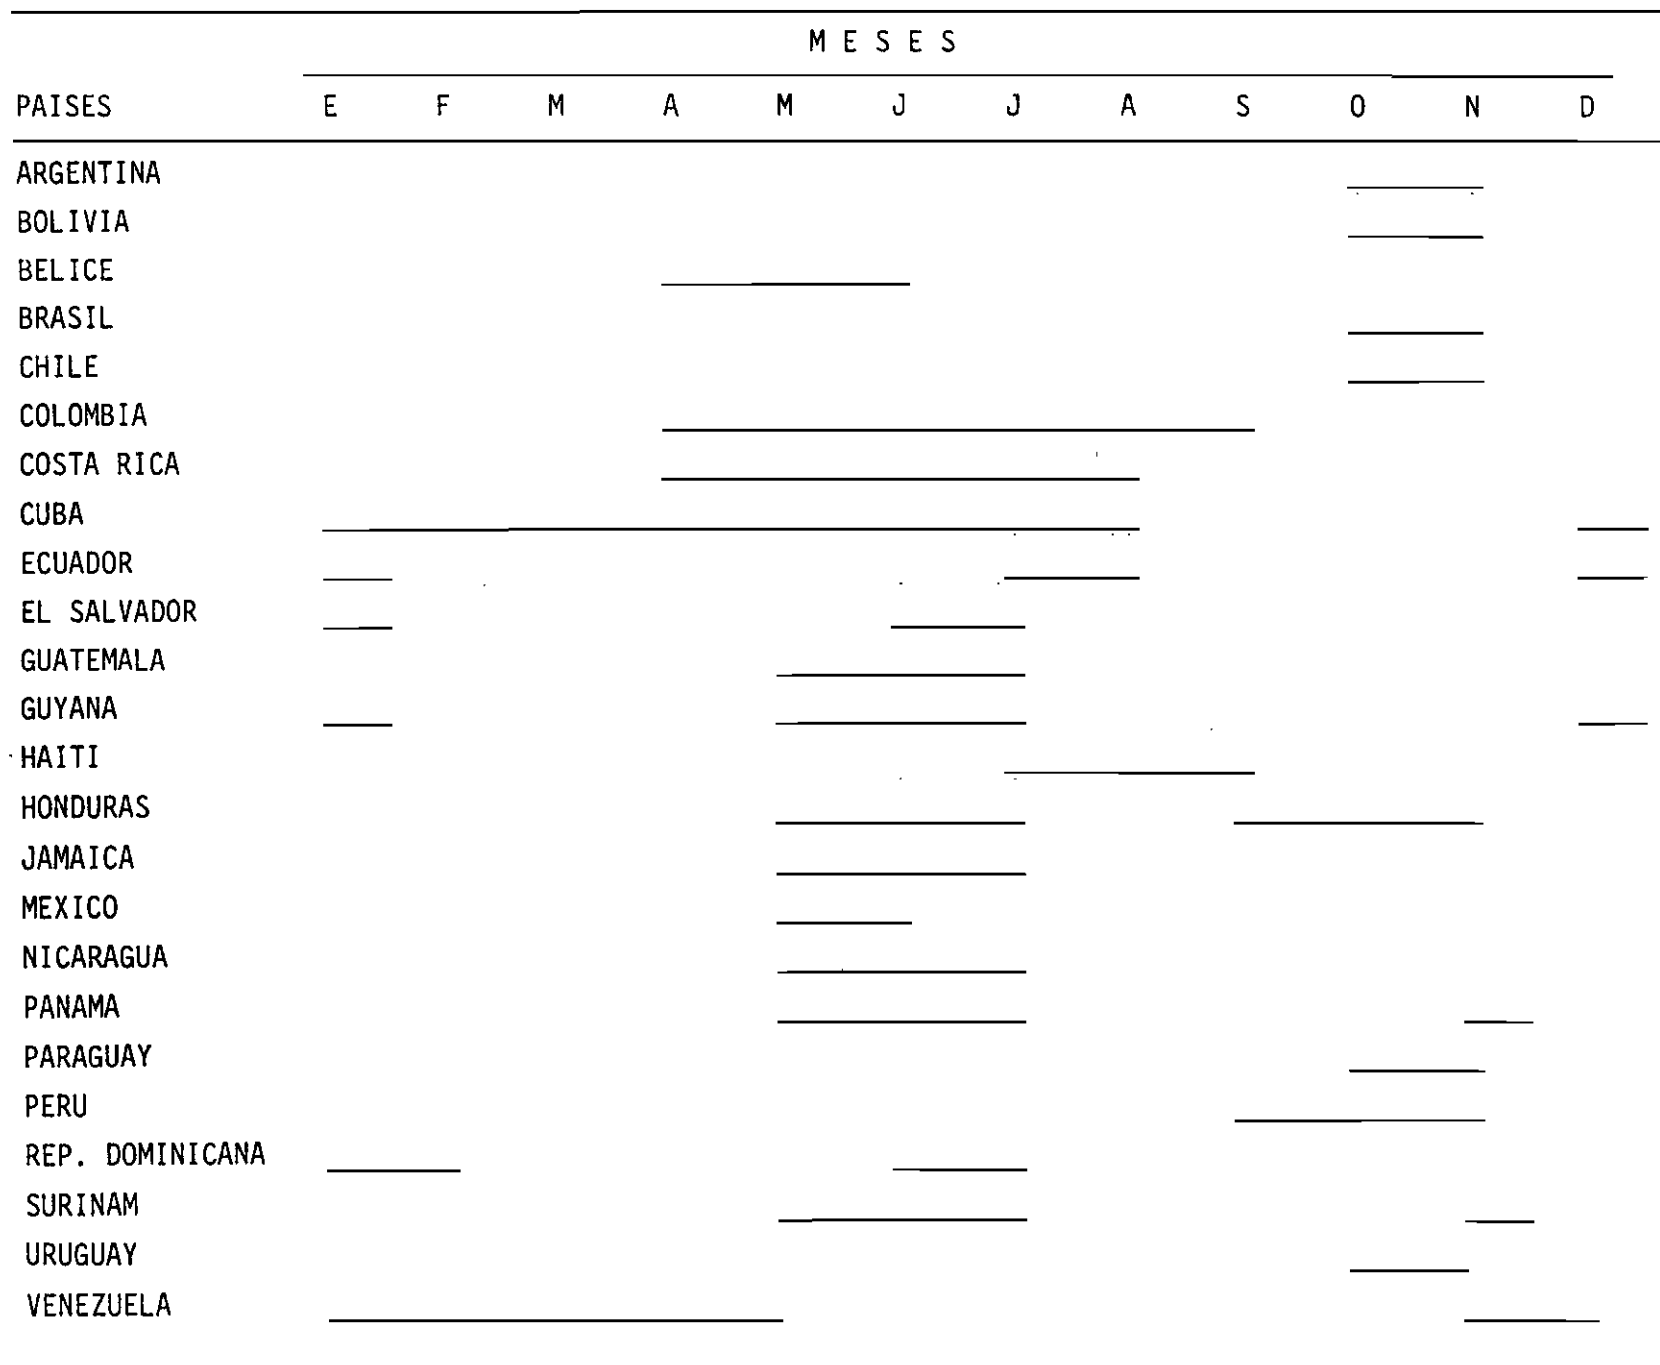 M E S E S
PAISES E F M A M J J A S O N D
ARGENTINA
BOLIVIA
BELICE
BRASIL
CHILE
COLOMBIA
COSTA RICA
CUBA
ECUADOR
EL SALVADOR
GUATEMALA
GUYANA
HAITI
HONDURAS
JAMAICA
MEXICO
NICARAGUA
PANAMA
PARAGUAY
PERU
REP. DOMINICANA
SURINAM
URUGUAY
VENEZUELA